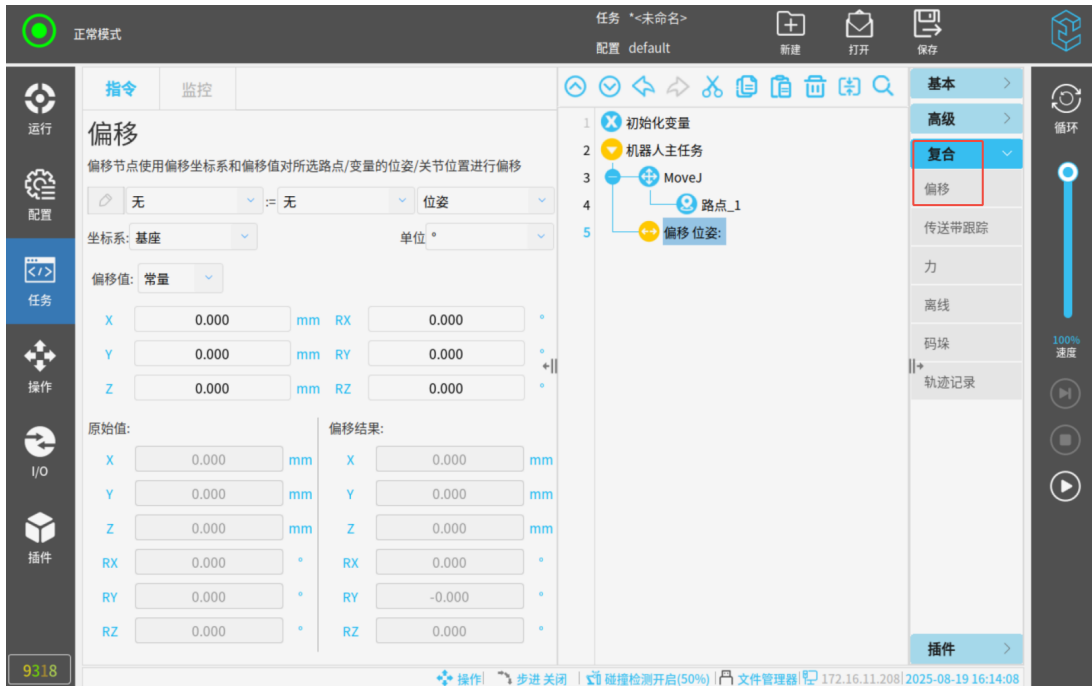 正常模式
任务 *<未命名>
配置 default
新建
打开
保存
运行
配置
任务
操作
I/O
插件
9318
指令 监控
偏移
偏移节点使用偏移坐标系和偏移值对所选路点/变量的位姿/关节位置进行偏移
无 := 无 位姿
坐标系: 基座 单位 °
偏移值: 常量
X 0.000 mm RX 0.000 °
Y 0.000 mm RY 0.000 °
Z 0.000 mm RZ 0.000 °
原始值: 偏移结果:
X 0.000 mm X 0.000 mm
Y 0.000 mm Y 0.000 mm
Z 0.000 mm Z 0.000 mm
RX 0.000 ° RX 0.000 °
RY 0.000 ° RY -0.000 °
RZ 0.000 ° RZ 0.000 °
1 初始化变量
2 机器人主任务
3 MoveJ
4 路点_1
5 偏移 位姿:
基本
高级
复合
偏移
传送带跟踪
力
离线
码垛
轨迹记录
插件
循环
100%
速度
操作 步进 关闭 碰撞检测开启(50%) 文件管理器 172.16.11.208 2025-08-19 16:14:08